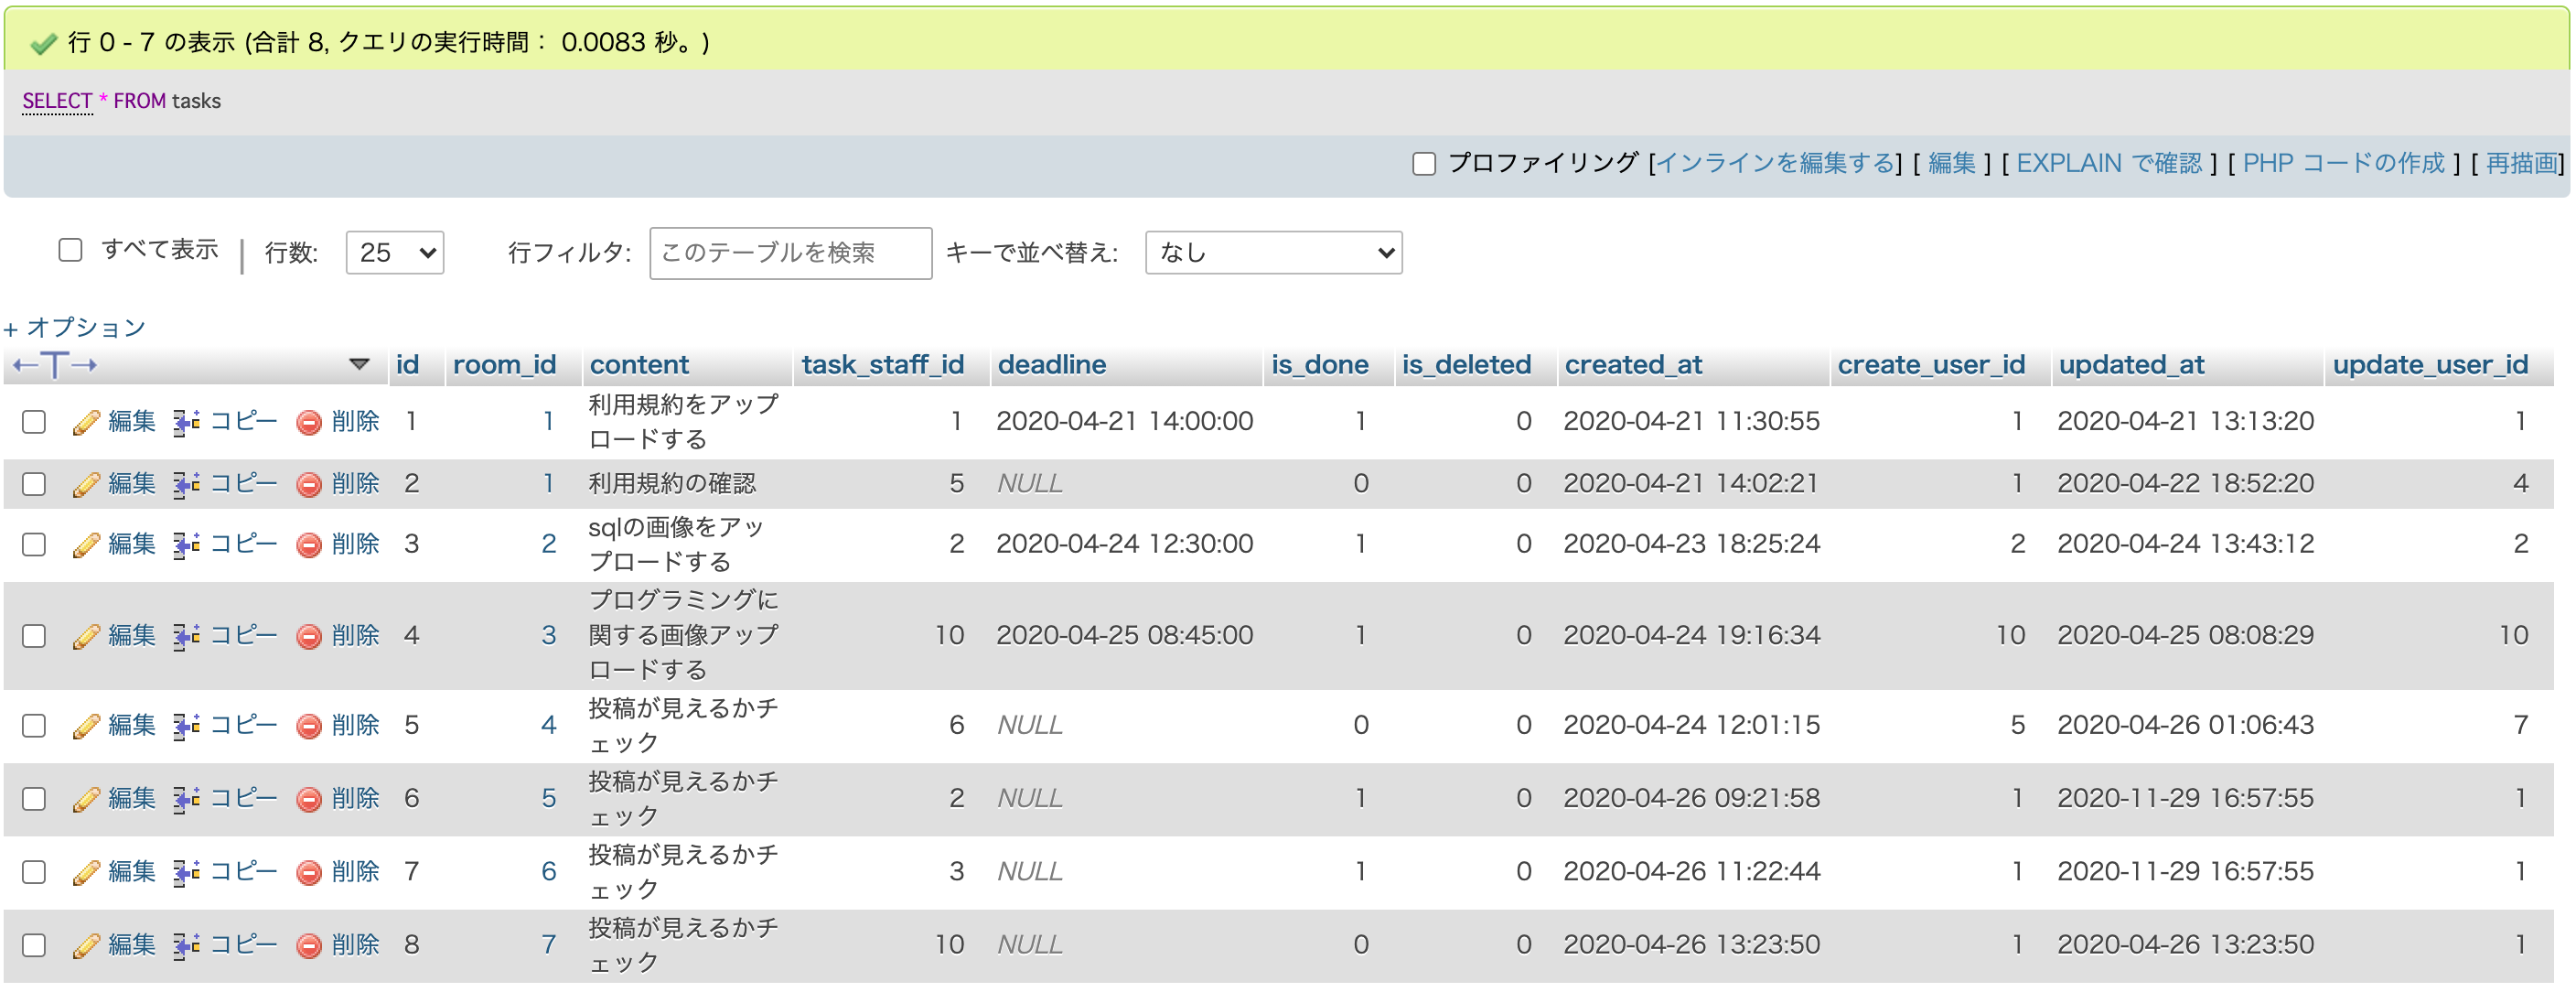 行 0 - 7 の表示 (合計 8, クエリの実行時間： 0.0083 秒。)
SELECT * FROM tasks
プロファイリング [インラインを編集する] [ 編集 ] [ EXPLAIN で確認 ] [ PHP コードの作成 ] [ 再描画]
すべて表示 | 行数: 25 行フィルタ: このテーブルを検索 キーで並べ替え: なし
+ オプション
←T→ id room_id content task_staff_id deadline is_done is_deleted created_at create_user_id updated_at update_user_id
編集 コピー 削除 1 1 利用規約をアップ
ロードする 1 2020-04-21 14:00:00 1 0 2020-04-21 11:30:55 1 2020-04-21 13:13:20 1
編集 コピー 削除 2 1 利用規約の確認 5 NULL 0 0 2020-04-21 14:02:21 1 2020-04-22 18:52:20 4
編集 コピー 削除 3 2 sqlの画像をアッ
プロードする 2 2020-04-24 12:30:00 1 0 2020-04-23 18:25:24 2 2020-04-24 13:43:12 2
編集 コピー 削除 4 3 プログラミングに
関する画像アップ
ロードする 10 2020-04-25 08:45:00 1 0 2020-04-24 19:16:34 10 2020-04-25 08:08:29 10
編集 コピー 削除 5 4 投稿が見えるかチ
ェック 6 NULL 0 0 2020-04-24 12:01:15 5 2020-04-26 01:06:43 7
編集 コピー 削除 6 5 投稿が見えるかチ
ェック 2 NULL 1 0 2020-04-26 09:21:58 1 2020-11-29 16:57:55 1
編集 コピー 削除 7 6 投稿が見えるかチ
ェック 3 NULL 1 0 2020-04-26 11:22:44 1 2020-11-29 16:57:55 1
編集 コピー 削除 8 7 投稿が見えるかチ
ェック 10 NULL 0 0 2020-04-26 13:23:50 1 2020-04-26 13:23:50 1